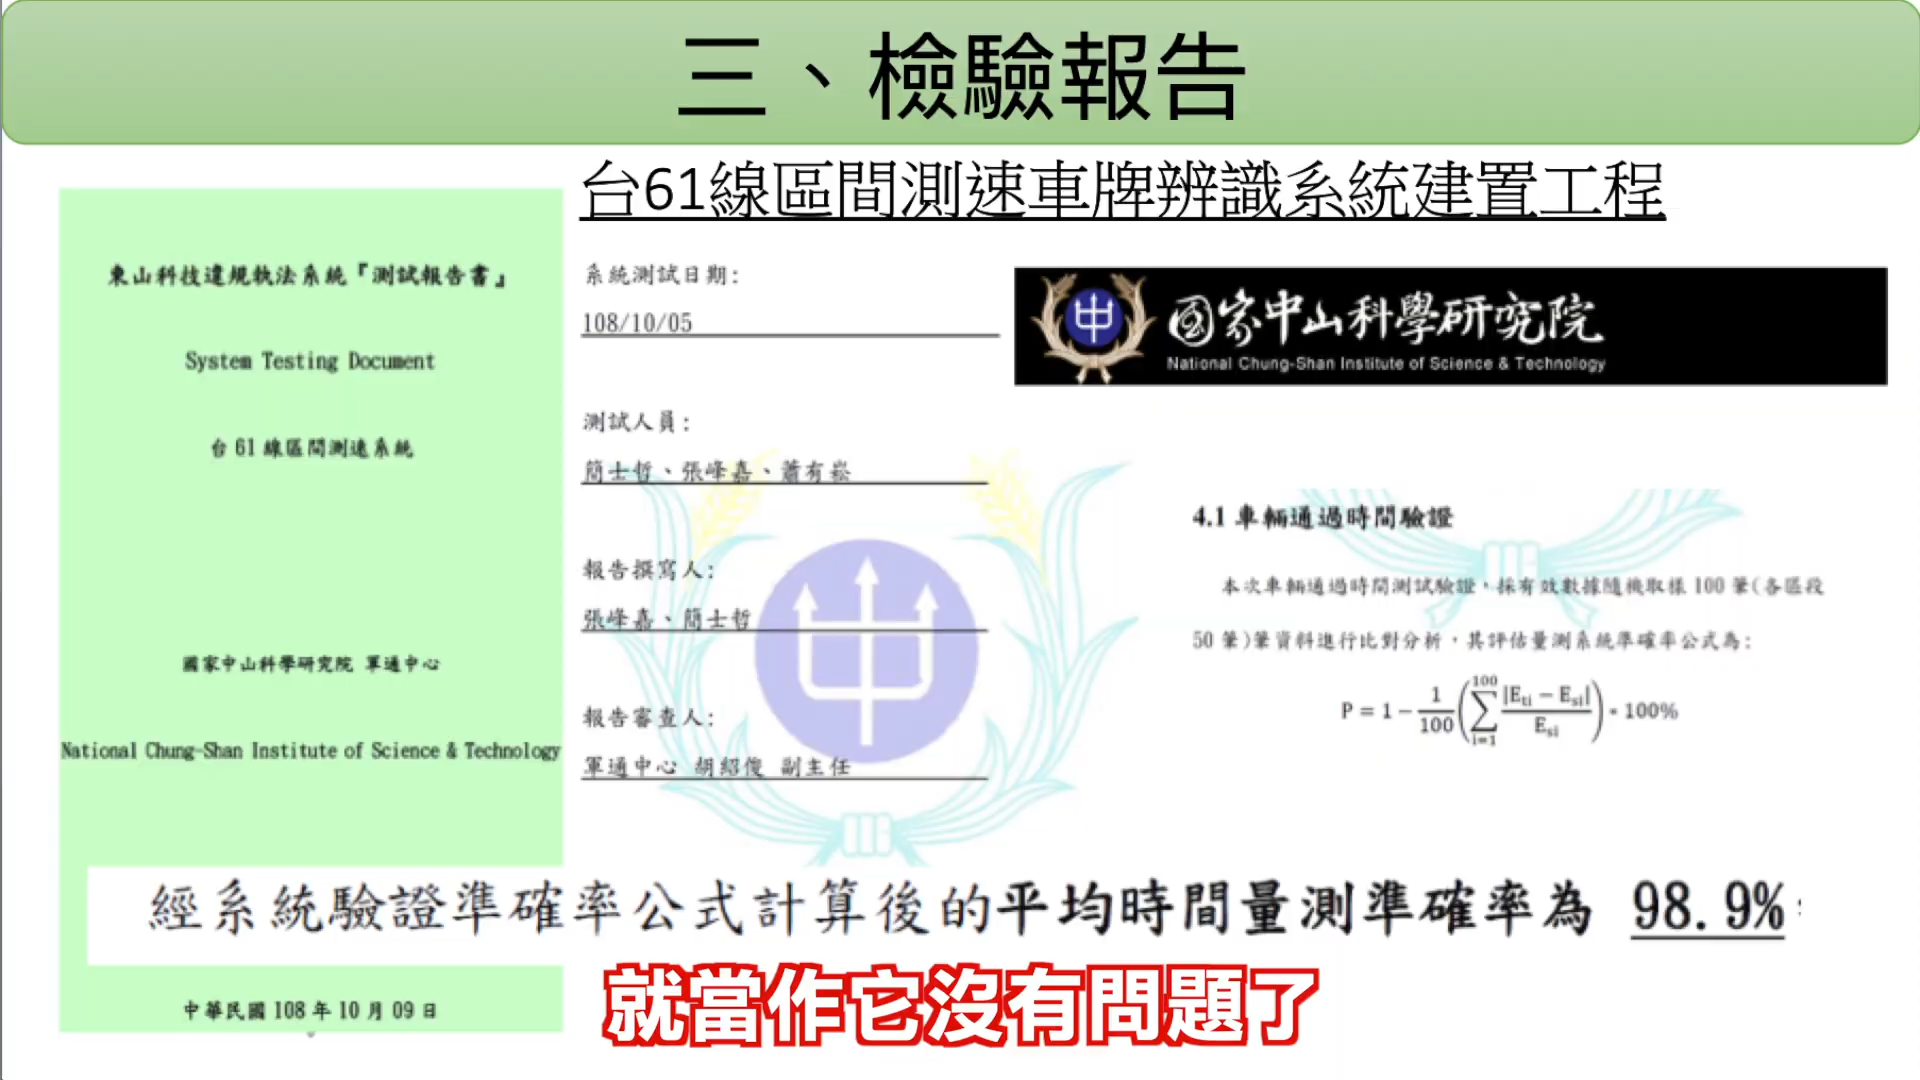 三、檢驗報告
台61線區間測速車牌辨識系統建置工程
東山科技違規執法系統『測試報告書』
System Testing Document
台 61 線區間測速系統
國家中山科學研究院 軍通中心
National Chung-Shan Institute of Science & Technology
中華民國 108 年 10 月 09 日
系統測試日期:
108/10/05
測試人員:
簡士哲、張峰嘉、蕭有崧
報告撰寫人:
張峰嘉、簡士哲
報告審查人:
軍通中心 胡紹俊 副主任
國家中山科學研究院
National Chung-Shan Institute of Science & Technology
4.1 車輛通過時間驗證
本次車輛通過時間測試驗證，採有效數據隨機取樣 100 筆(各區段
50 筆)筆資料進行比對分析，其評估量測系統準確率公式為:
P = 1 − 1/100 (∑_{i=1}^{100} |E_ti − E_si| / E_si) * 100%
經系統驗證準確率公式計算後的平均時間量測準確率為 98.9%
就當作它沒有問題了